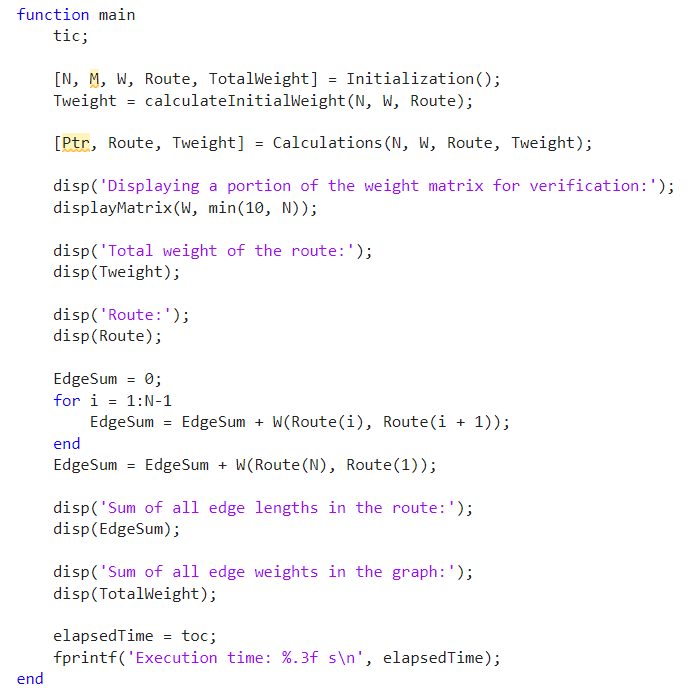 function main
    tic;

    [N, M, W, Route, TotalWeight] = Initialization();
    Tweight = calculateInitialWeight(N, W, Route);

    [Ptr, Route, Tweight] = Calculations(N, W, Route, Tweight);

    disp('Displaying a portion of the weight matrix for verification:');
    displayMatrix(W, min(10, N));

    disp('Total weight of the route:');
    disp(Tweight);

    disp('Route:');
    disp(Route);

    EdgeSum = 0;
    for i = 1:N-1
        EdgeSum = EdgeSum + W(Route(i), Route(i + 1));
    end
    EdgeSum = EdgeSum + W(Route(N), Route(1));

    disp('Sum of all edge lengths in the route:');
    disp(EdgeSum);

    disp('Sum of all edge weights in the graph:');
    disp(TotalWeight);

    elapsedTime = toc;
    fprintf('Execution time: %.3f s\n', elapsedTime);
end